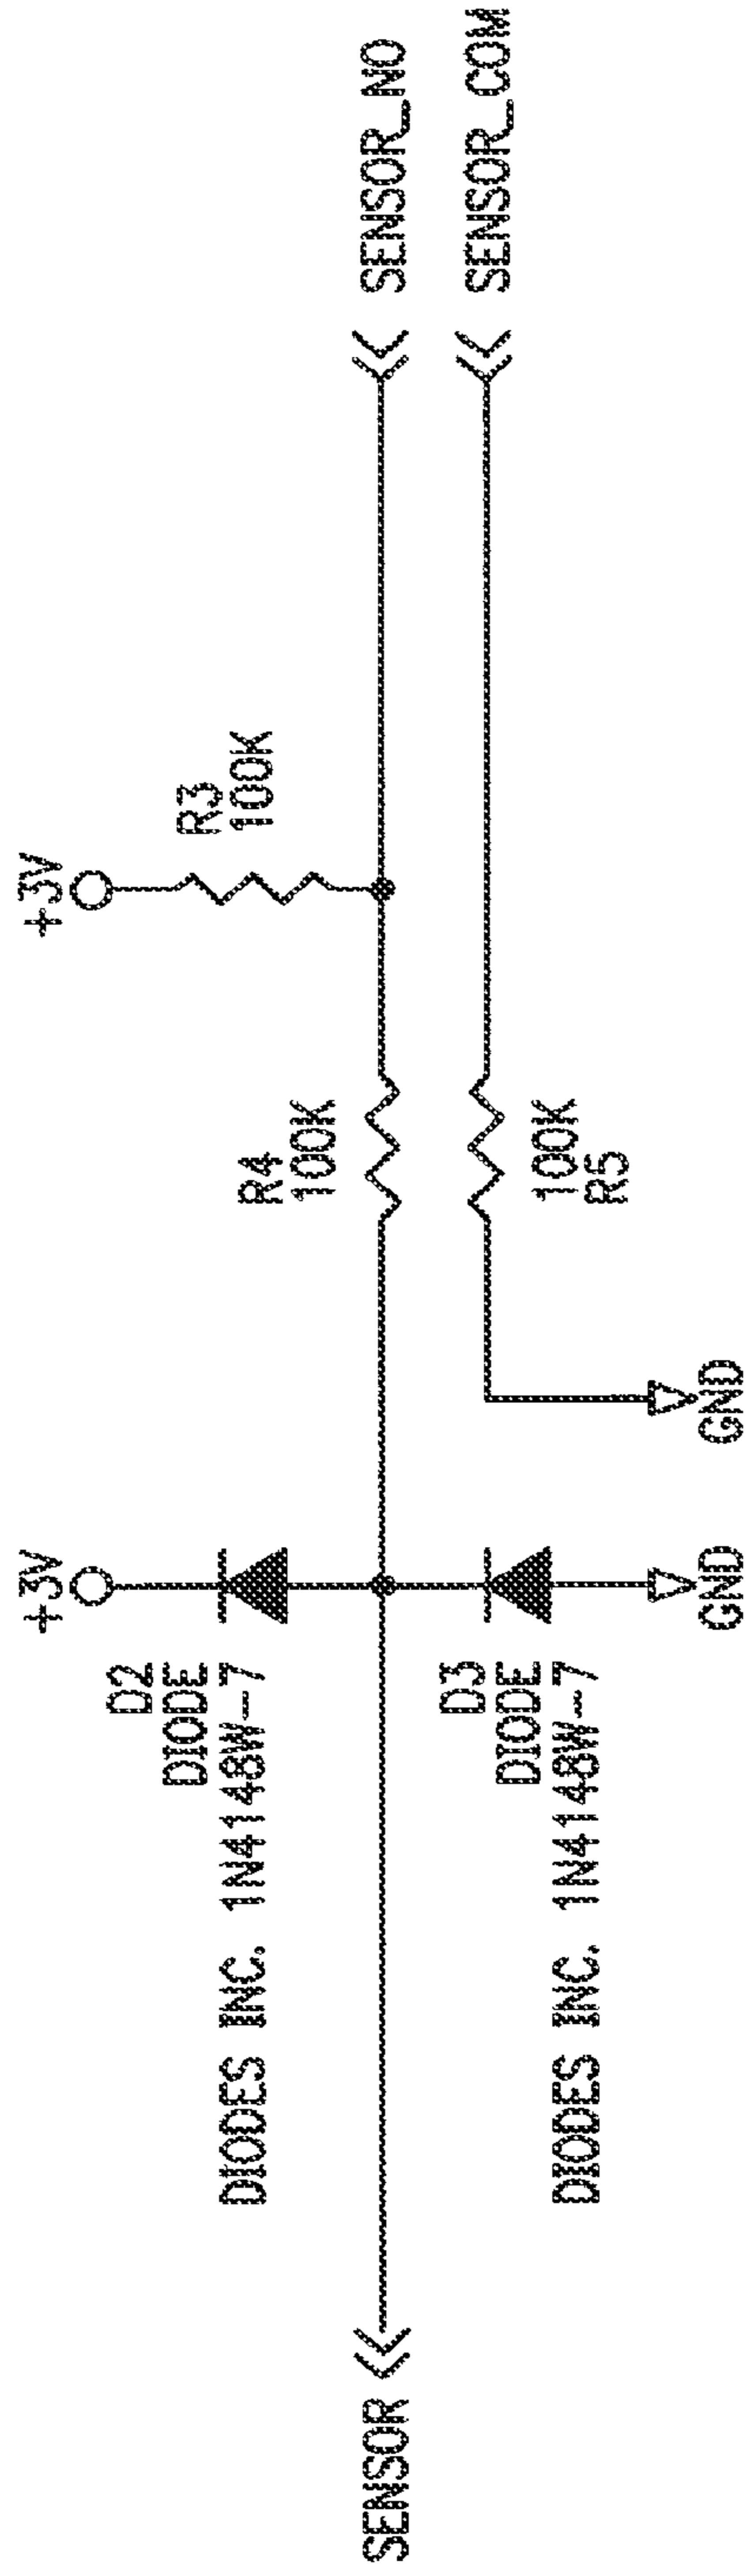 +3V
D2
DIODE
DIODES INC. 1N4148W-7
+3V
R3
100K
R4
100K
SENSOR
SENSOR_NO
SENSOR_COM
D3
DIODE
DIODES INC. 1N4148W-7
100K
R5
GND
GND